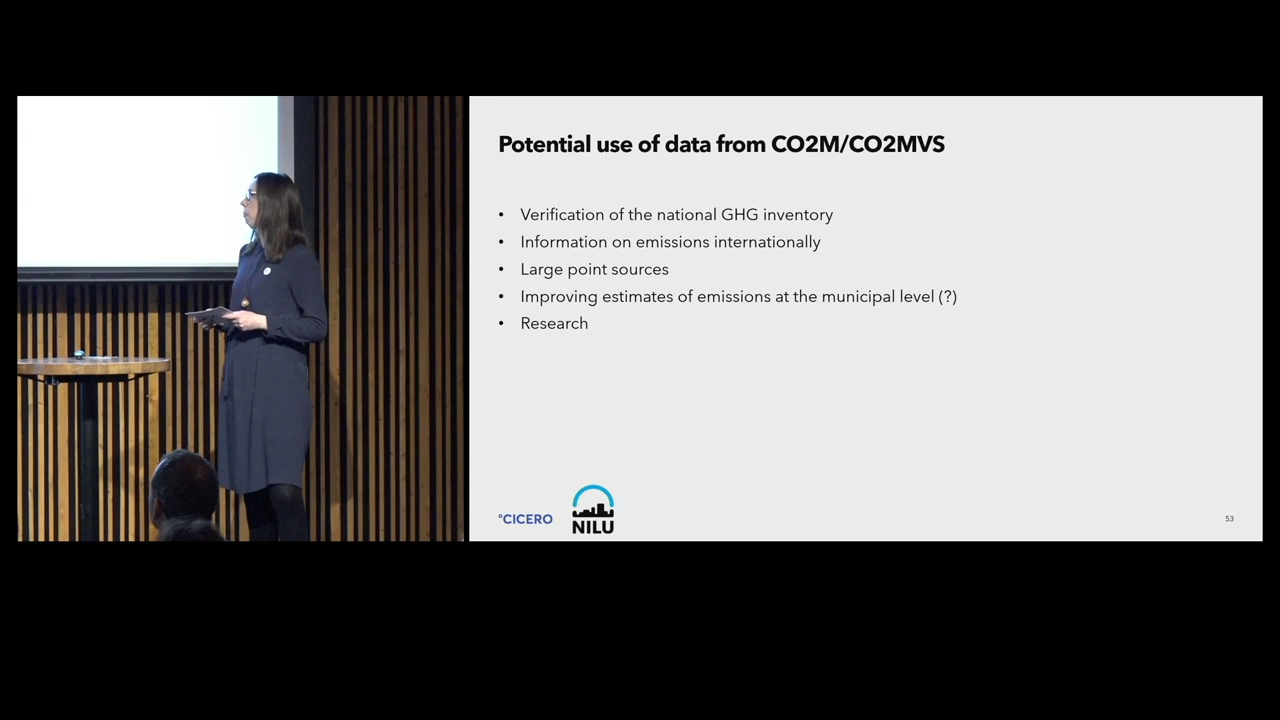 Potential use of data from CO2M/CO2MVS
• Verification of the national GHG inventory
• Information on emissions internationally
• Large point sources
• Improving estimates of emissions at the municipal level (?)
• Research
°CICERO
NILU
53